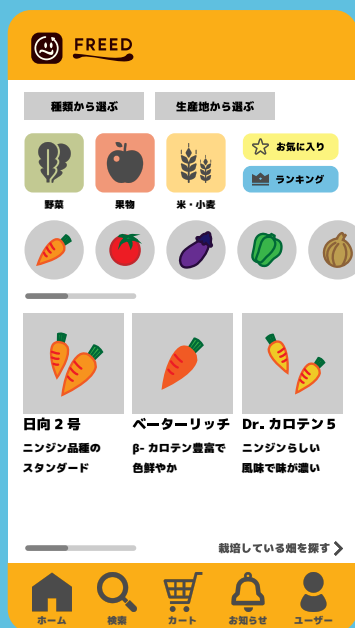 FREED
種類から選ぶ
生産地から選ぶ
お気に入り
ランキング
野菜
果物
米・小麦
日向2号
ベーターリッチ
Dr. カロテン5
ニンジン品種の
スタンダード
β- カロテン豊富で
色鮮やか
ニンジンらしい
風味で味が濃い
栽培している畑を探す
ホーム
検索
カート
お知らせ
ユーザー